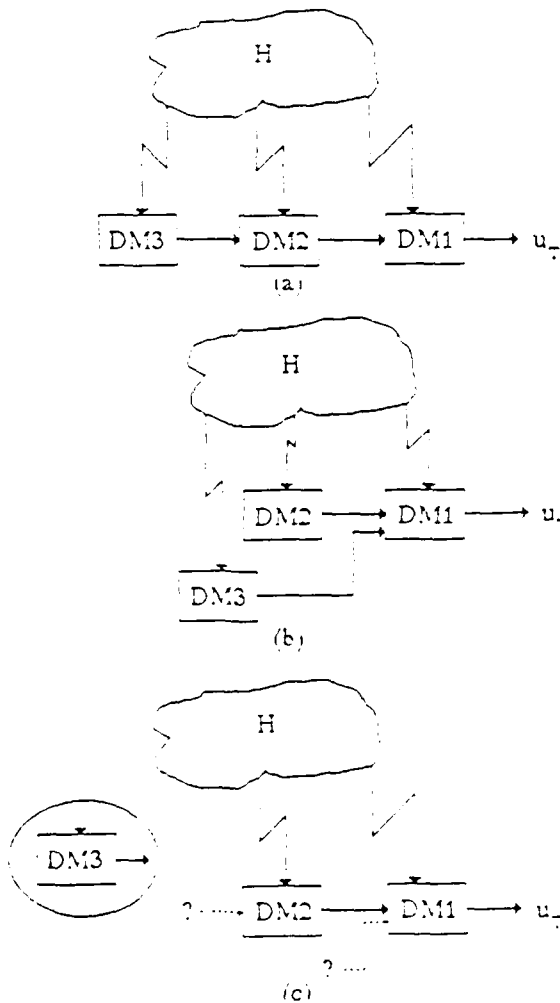 H
DM3 DM2 DM1 u
(a)
H
DM2 DM1 u
DM3
(b)
H
DM3
? ..... DM2 .... DM1 u
? ....
(c)